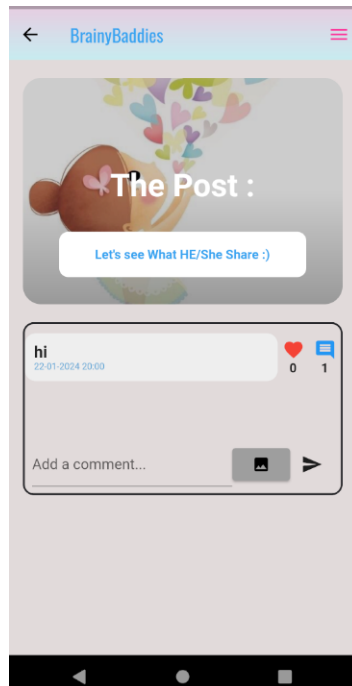 BrainyBaddies
The Post :
Let's see What HE/She Share :)
hi
22-01-2024 20:00
0 1
Add a comment...